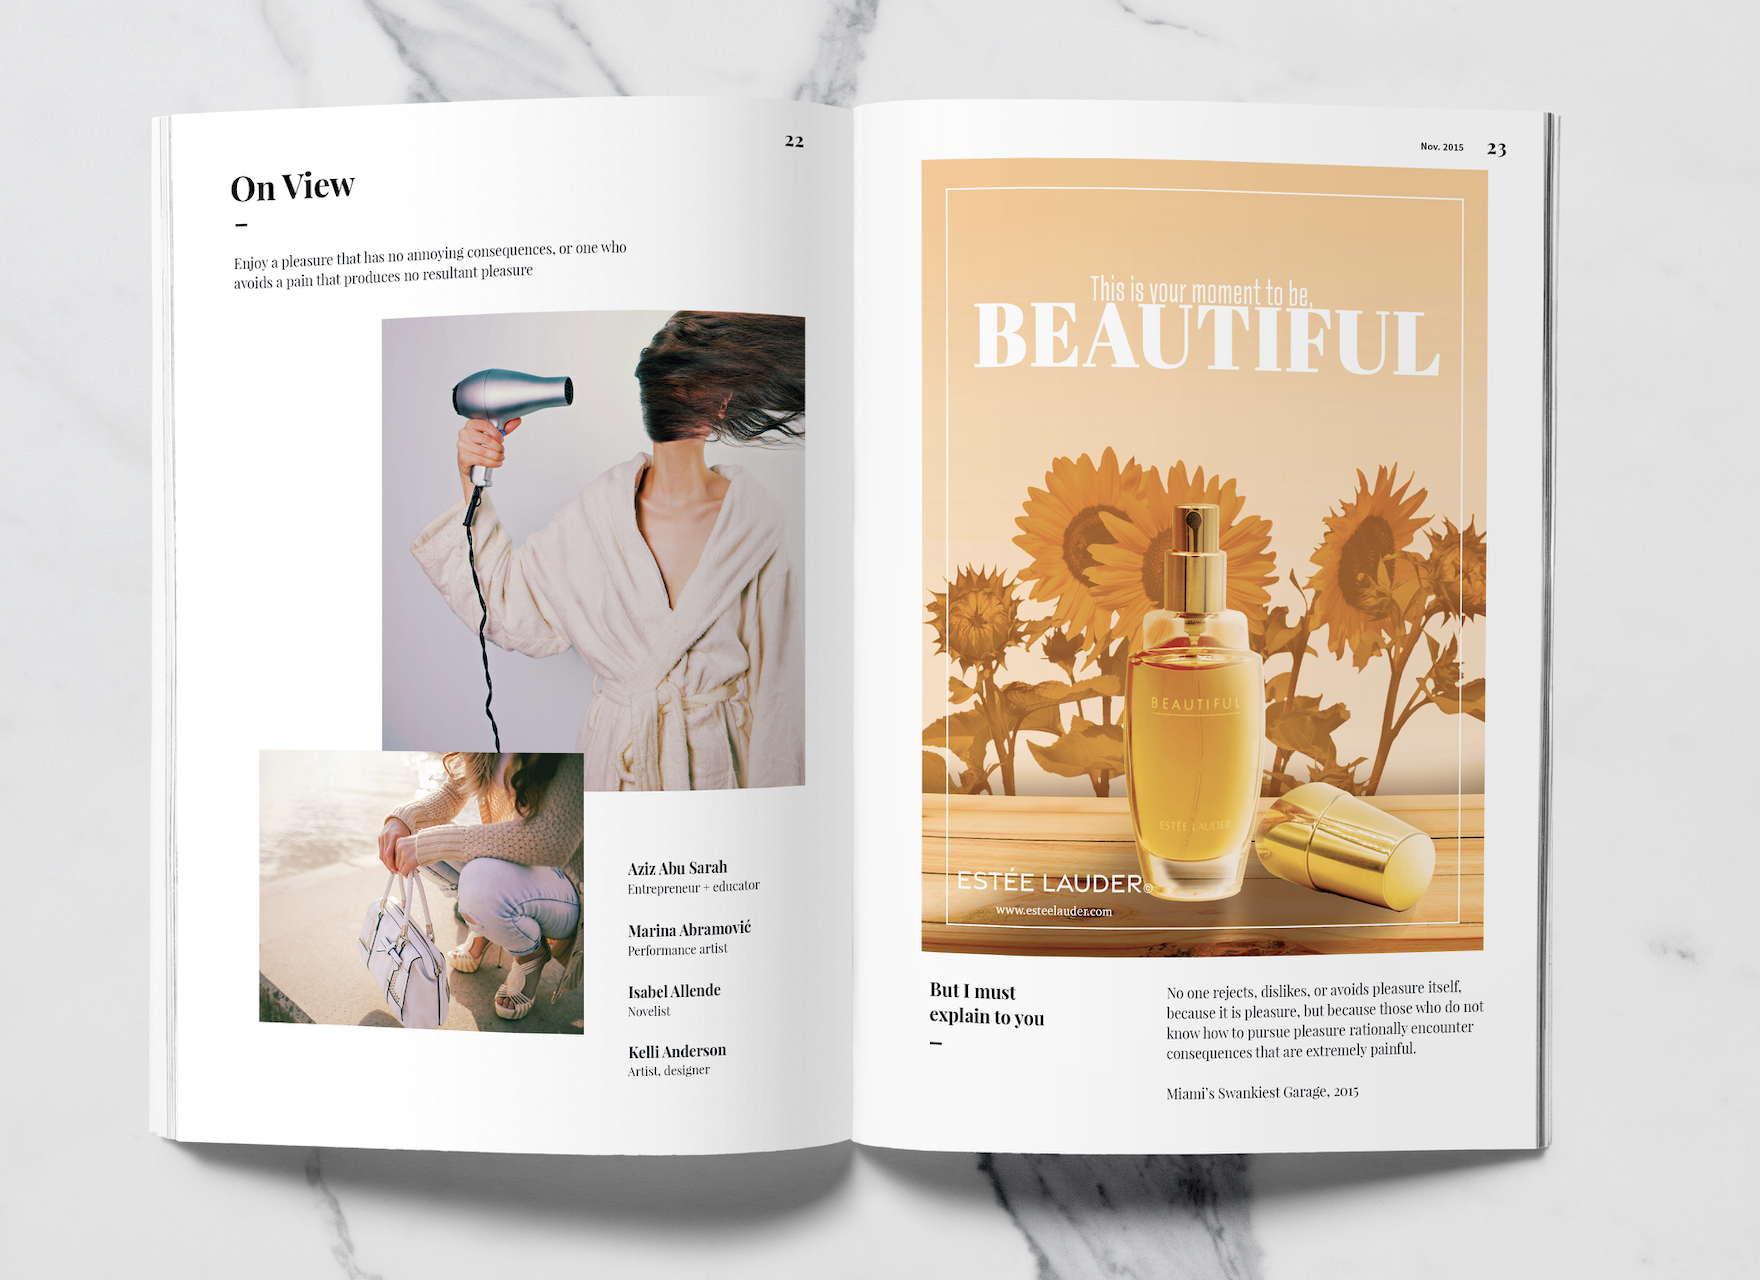 22
On View
Enjoy a pleasure that has no annoying consequences, or one who
avoids a pain that produces no resultant pleasure
Aziz Abu Sarah
Entrepreneur + educator
Marina Abramović
Performance artist
Isabel Allende
Novelist
Kelli Anderson
Artist, designer
Nov. 2015 23
This is your moment to be,
BEAUTIFUL
BEAUTIFUL
ESTÉE LAUDER
ESTÉE LAUDER©
www.esteelauder.com
But I must
explain to you
No one rejects, dislikes, or avoids pleasure itself,
because it is pleasure, but because those who do not
know how to pursue pleasure rationally encounter
consequences that are extremely painful.
Miami's Swankiest Garage, 2015